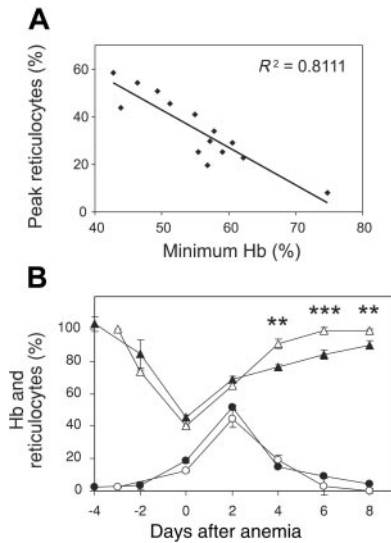 A
R² = 0.8111
Peak reticulocytes (%)
60
40
20
0
40 50 60 70 80
Minimum Hb (%)
B
** *** **
Hb and
reticulocytes (%)
100
80
60
40
20
0
-4 -2 0 2 4 6 8
Days after anemia